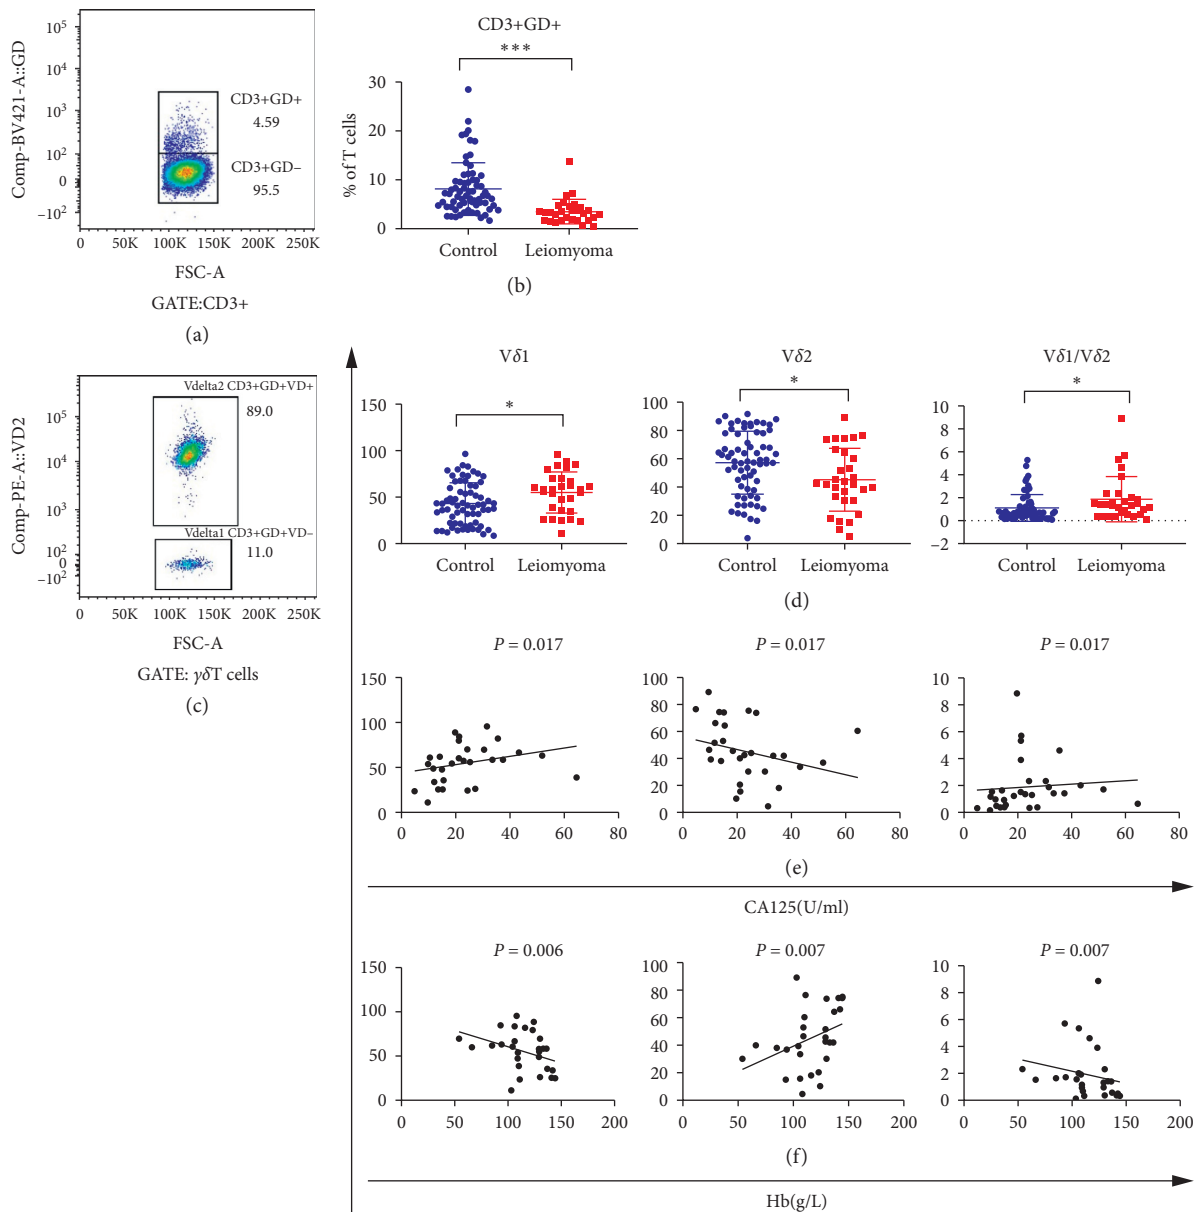 Comp-BV421-A::GD
10^5
10^4
10^3
10^2
0
−10^2
CD3+GD+
4.59
CD3+GD−
95.5
0 50K 100K 150K 200K 250K
FSC-A
GATE:CD3+
(a)
CD3+GD+
***
% of T cells
30
20
10
0
Control Leiomyoma
(b)
Comp-PE-A::VD2
10^5
10^4
10^3
10^2
0
−10^2
Vdelta2 CD3+GD+VD+
89.0
Vdelta1 CD3+GD+VD−
11.0
0 50K 100K 150K 200K 250K
FSC-A
GATE: γδT cells
(c)
Vδ1
*
150
100
50
0
Control Leiomyoma
Vδ2
*
100
80
60
40
20
0
Control Leiomyoma
Vδ1/Vδ2
*
10
8
6
4
2
0
−2
Control Leiomyoma
(d)
P = 0.017
150
100
50
0
0 20 40 60 80
P = 0.017
100
80
60
40
20
0
0 20 40 60 80
P = 0.017
10
8
6
4
2
0
0 20 40 60 80
(e)
CA125(U/ml)
P = 0.006
150
100
50
0
0 50 100 150 200
P = 0.007
100
80
60
40
20
0
0 50 100 150 200
P = 0.007
10
8
6
4
2
0
0 50 100 150 200
(f)
Hb(g/L)